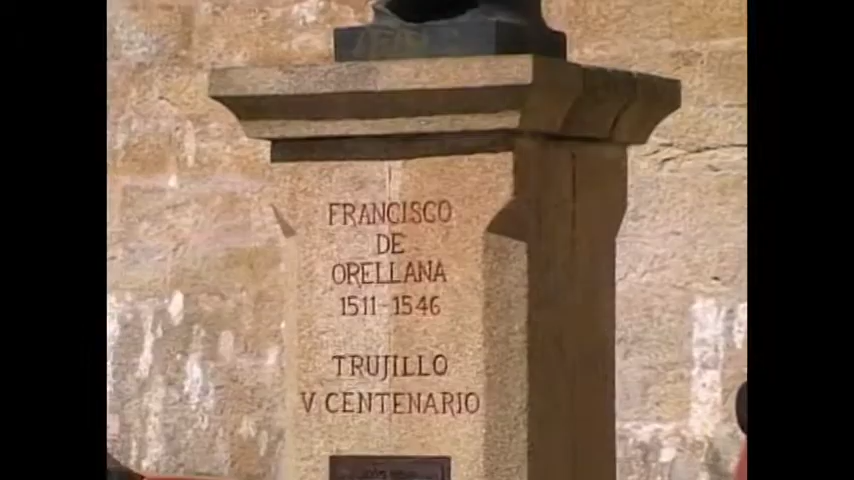 FRANCISCO
DE
ORELLANA
1511-1546
TRUJILLO
V CENTENARIO